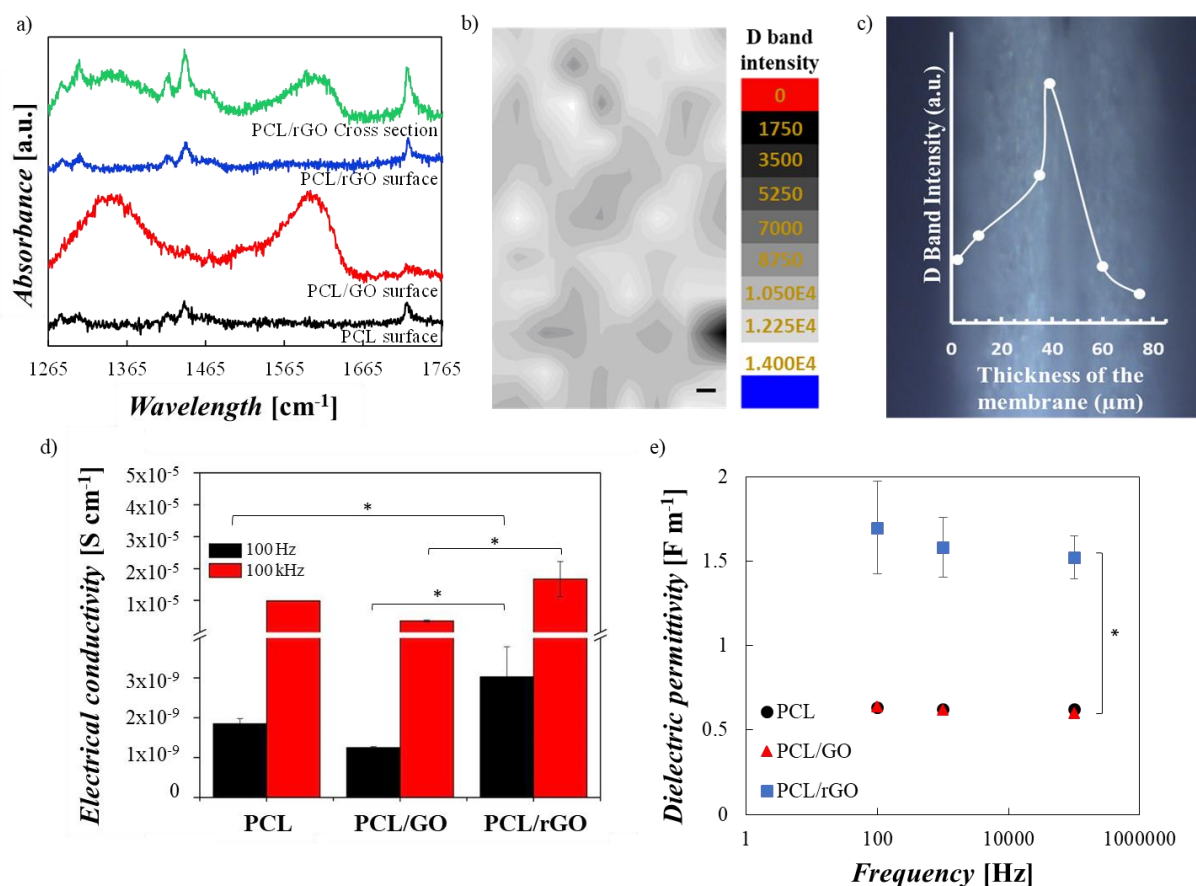 a)
Absorbance [a.u.]
PCL/rGO Cross section
PCL/rGO surface
PCL/GO surface
PCL surface
1265 1365 1465 1565 1665 1765
Wavelength [cm-1]
b)
D band
intensity
0
1750
3500
5250
7000
8750
1.050E4
1.225E4
1.400E4
c)
D Band Intensity (a.u.)
0 20 40 60 80
Thickness of the
membrane (μm)
d)
Electrical conductivity [S cm-1]
5x10-5
4x10-5
3x10-5
2x10-5
1x10-5
3x10-9
2x10-9
1x10-9
0
100 Hz
100 kHz
*
*
*
PCL PCL/GO PCL/rGO
e)
Dielectric permittivity [F m-1]
2
1.5
1
0.5
0
*
PCL
PCL/GO
PCL/rGO
1 100 10000 1000000
Frequency [Hz]